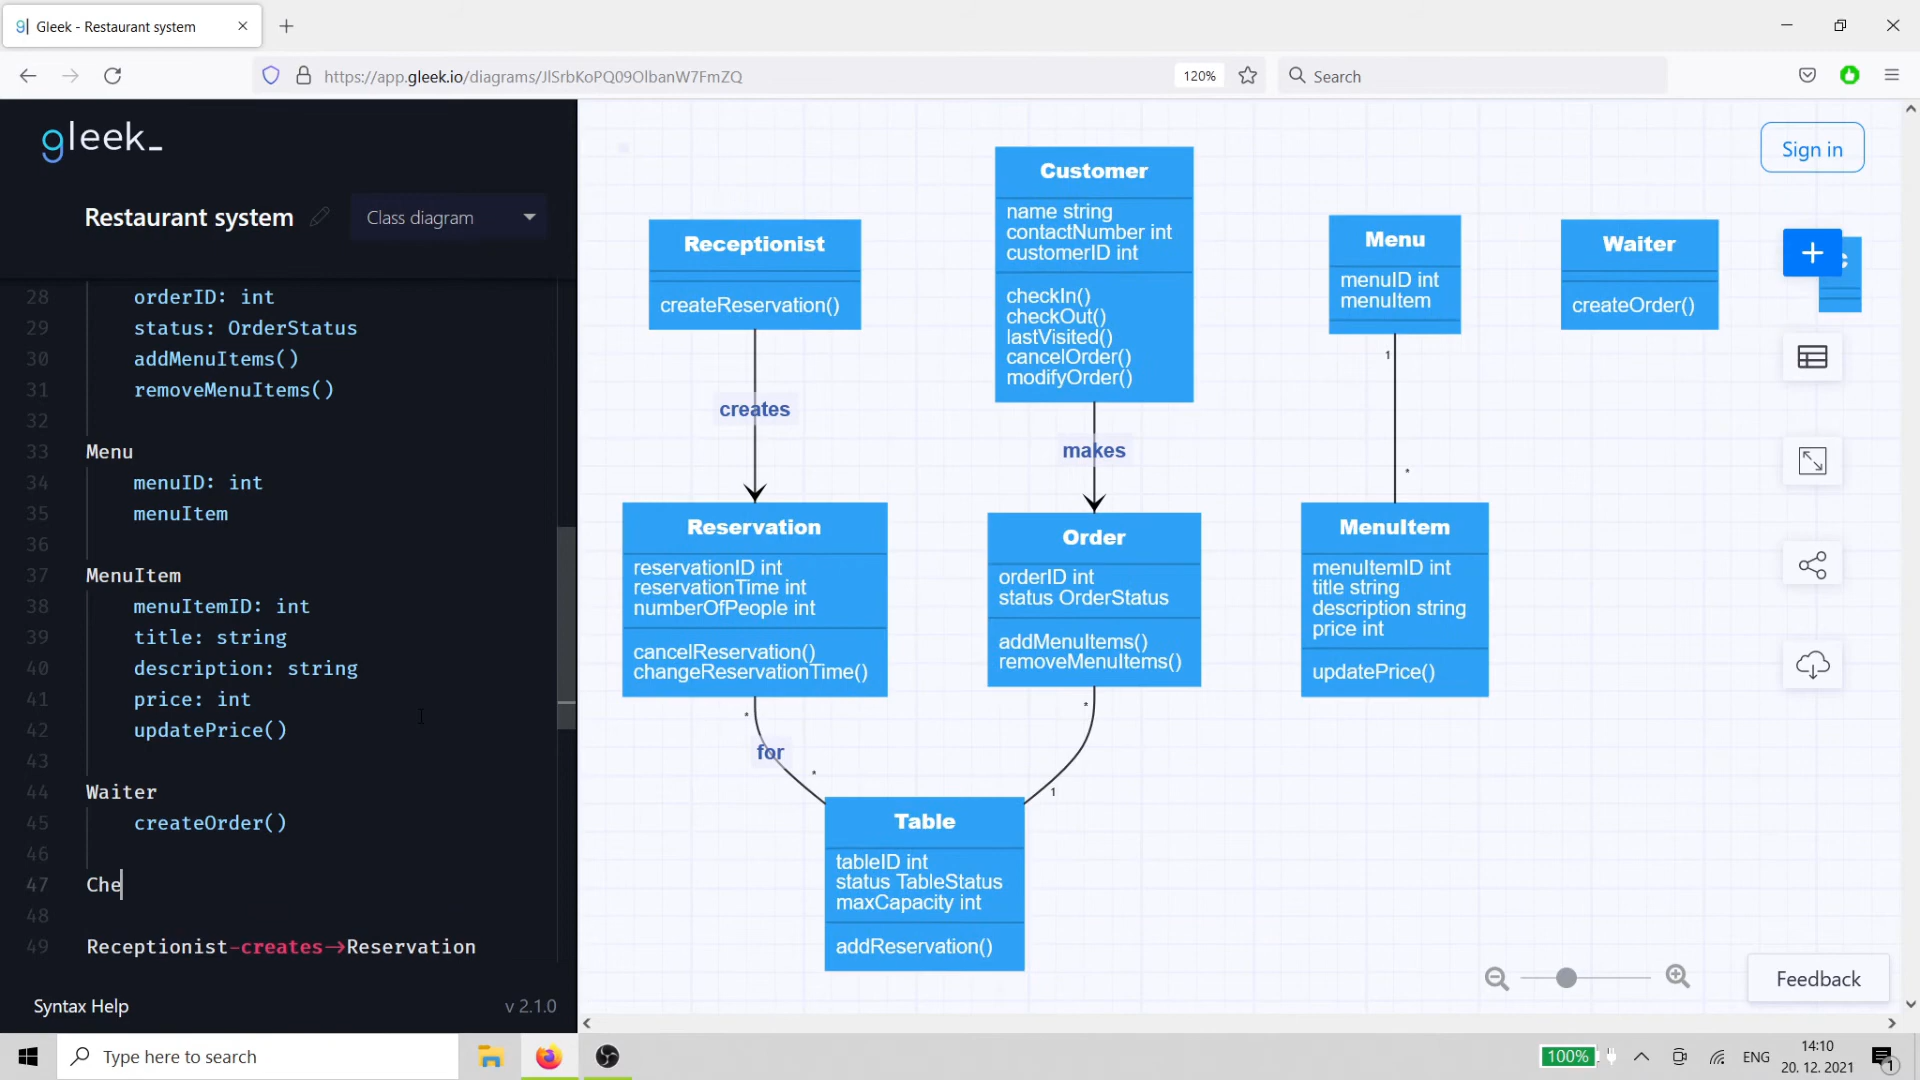 Gleek - Restaurant system
https://app.gleek.io/diagrams/JlSrbKoPQ09OlbanW7FmZQ
120%
Search
gleek_
Restaurant system
Class diagram
28 orderID: int
29 status: OrderStatus
30 addMenuItems()
31 removeMenuItems()
32
33 Menu
34 menuID: int
35 menuItem
36
37 MenuItem
38 menuItemID: int
39 title: string
40 description: string
41 price: int
42 updatePrice()
43
44 Waiter
45 createOrder()
46
47 Che
48
49 Receptionist-creates->Reservation
Syntax Help
v 2.1.0
Receptionist
createReservation()
creates
Reservation
reservationID int
reservationTime int
numberOfPeople int
cancelReservation()
changeReservationTime()
*
for
*
Customer
name string
contactNumber int
customerID int
checkIn()
checkOut()
lastVisited()
cancelOrder()
modifyOrder()
makes
Order
orderID int
status OrderStatus
addMenuItems()
removeMenuItems()
*
1
Table
tableID int
status TableStatus
maxCapacity int
addReservation()
Menu
menuID int
menuItem
1
*
MenuItem
menuItemID int
title string
description string
price int
updatePrice()
Waiter
createOrder()
Sign in
Feedback
Type here to search
100%
ENG
14:10
20. 12. 2021
1